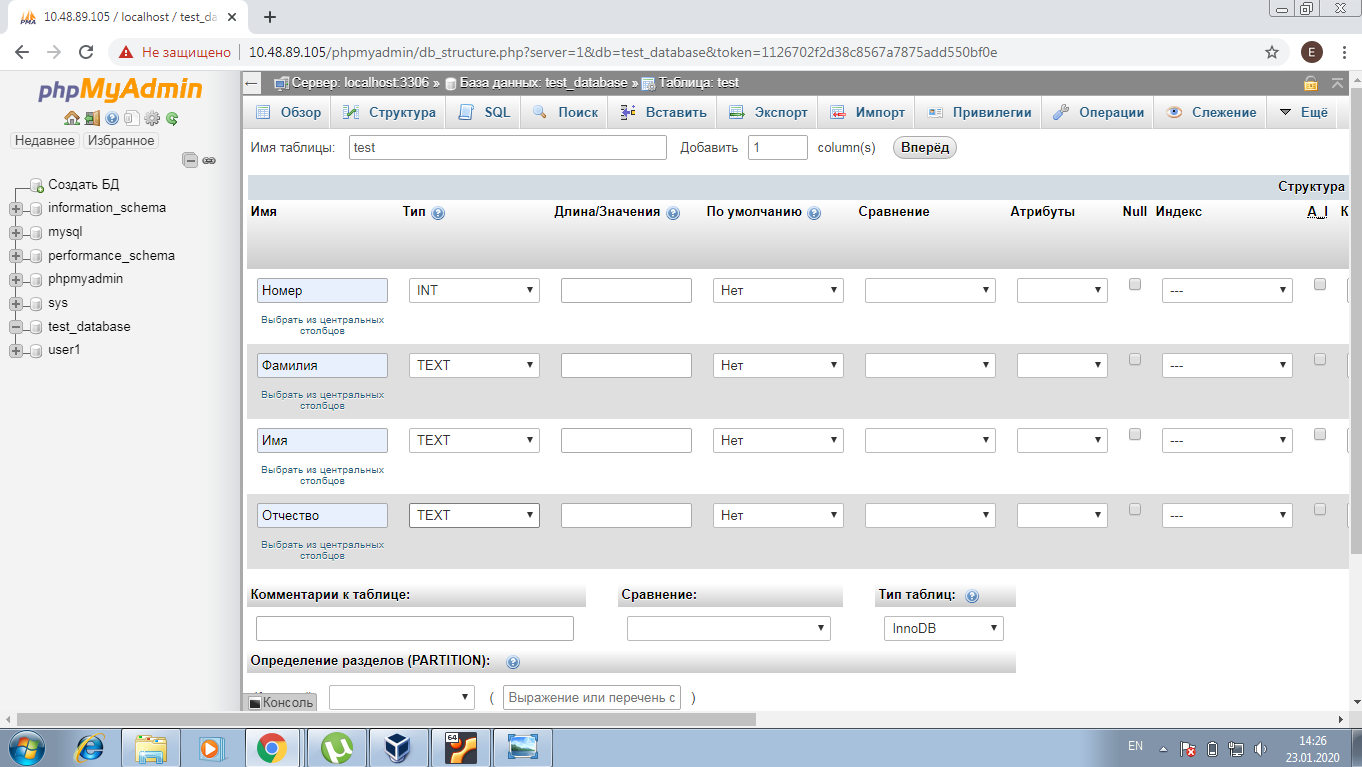 10.48.89.105 / localhost / test_da
Не защищено
10.48.89.105/phpmyadmin/db_structure.php?server=1&db=test_database&token=1126702f2d38c8567a7875add550bf0e
E
phpMyAdmin
Недавнее Избранное
Создать БД
information_schema
mysql
performance_schema
phpmyadmin
sys
test_database
user1
Сервер: localhost:3306 » База данных: test_database » Таблица: test
Обзор Структура SQL Поиск Вставить Экспорт Импорт Привилегии Операции Слежение Ещё
Имя таблицы: test Добавить 1 column(s) Вперёд
Структура
Имя Тип Длина/Значения По умолчанию Сравнение Атрибуты Null Индекс A_I К
Номер INT Нет ---
Выбрать из центральных
столбцов
Фамилия TEXT Нет ---
Выбрать из центральных
столбцов
Имя TEXT Нет ---
Выбрать из центральных
столбцов
Отчество TEXT Нет ---
Выбрать из центральных
столбцов
Комментарии к таблице: Сравнение: Тип таблиц:
InnoDB
Определение разделов (PARTITION):
( Выражение или перечень с )
Консоль
64
EN
14:26
23.01.2020